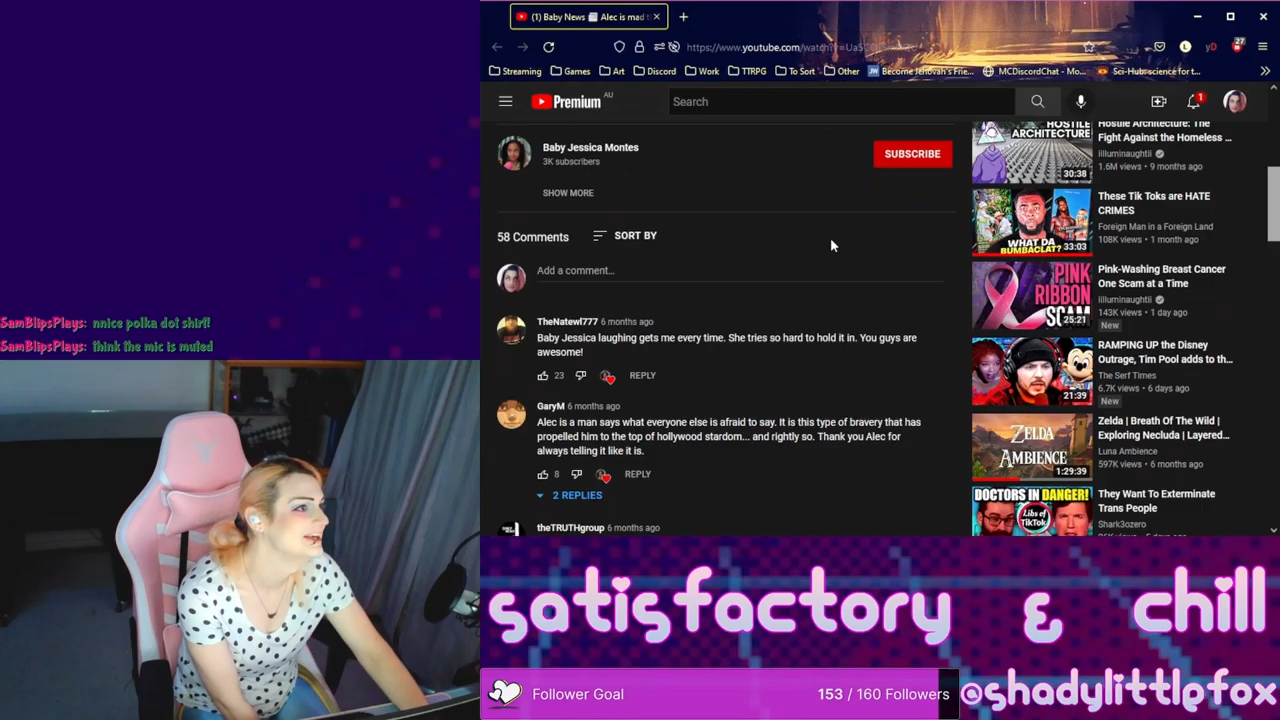 (1) Baby News 📰 Alec is mad t
https://www.youtube.com/watch?v=UaS
27
Streaming
Games
Art
Discord
Work
TTRPG
To Sort
Other
Become Jehovah's Frie...
MCDiscordChat - Mo...
Sci-Hub: science for t...
Premium AU
Search
1
Baby Jessica Montes
3K subscribers
SUBSCRIBE
SHOW MORE
58 Comments
SORT BY
Add a comment...
TheNatewl777 6 months ago
Baby Jessica laughing gets me every time. She tries so hard to hold it in. You guys are
awesome!
23 REPLY
GaryM 6 months ago
Alec is a man says what everyone else is afraid to say. It is this type of bravery that has
propelled him to the top of hollywood stardom... and rightly so. Thank you Alec for
always telling it like it is.
8 REPLY
2 REPLIES
theTRUTHgroup 6 months ago
HOSTILE
ARCHITECTURE
30:38
Hostile Architecture: The
Fight Against the Homeless ...
iilluminaughtii
1.6M views • 9 months ago
WHAT DA
BUMBACLAT?
33:03
These Tik Toks are HATE
CRIMES
Foreign Man in a Foreign Land
108K views • 1 month ago
PINK
RIBBON
SCAM
25:21
Pink-Washing Breast Cancer
One Scam at a Time
iilluminaughtii
143K views • 1 day ago
New
21:39
RAMPING UP the Disney
Outrage, Tim Pool adds to th...
The Serf Times
6.7K views • 6 days ago
New
ZELDA
AMBIENCE
1:29:39
Zelda | Breath Of The Wild |
Exploring Necluda | Layered...
Luna Ambience
597K views • 6 months ago
DOCTORS IN DANGER!
Libs of
TikTok
They Want To Exterminate
Trans People
Shark3ozero
SamBlipsPlays: nnice polka dot shirt!
SamBlipsPlays: think the mic is muted
satisfactory & chill
Follower Goal
153 / 160 Followers
@shadylittlefox